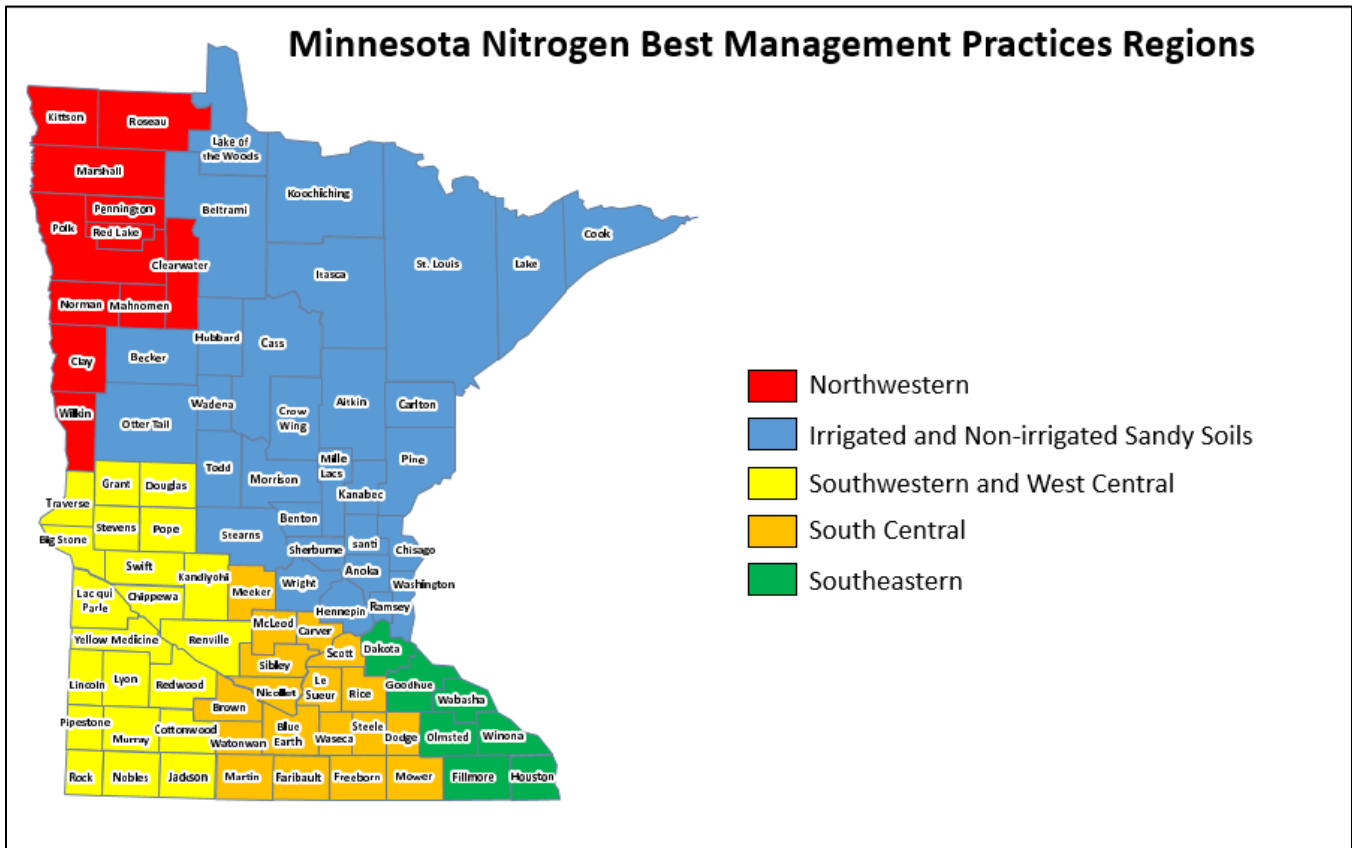 Minnesota Nitrogen Best Management Practices Regions
Kittson
Roseau
Lake of
the Woods
Marshall
Koochiching
Pennington
Beltrami
Polk
Red Lake
Cook
Clearwater
St. Louis
Lake
Itasca
Norman
Mahnomen
Hubbard
Cass
Clay
Becker
Northwestern
Wadena
Aitkin
Carlton
Wilkin
Crow
Wing
Otter Tail
Irrigated and Non-irrigated Sandy Soils
Mille
Lacs
Pine
Todd
Morrison
Grant
Douglas
Southwestern and West Central
Kanabec
Traverse
Benton
Stevens
Pope
South Central
Big Stone
Stearns
santi
Sherburne
Chisago
Swift
Anoka
Kandiyohi
Wright
Washington
Southeastern
Meeker
Lac qui
Parle
Chippewa
Hennepin
Ramsey
McLeod
Carver
Yellow Medicine
Renville
Scott
Dakota
Sibley
Lincoln
Lyon
Redwood
Nicollet
Le
Sueur
Rice
Goodhue
Wabasha
Brown
Pipestone
Murray
Cottonwood
Watonwan
Blue
Earth
Waseca
Steele
Dodge
Olmsted
Winona
Rock
Nobles
Jackson
Martin
Faribault
Freeborn
Mower
Fillmore
Houston